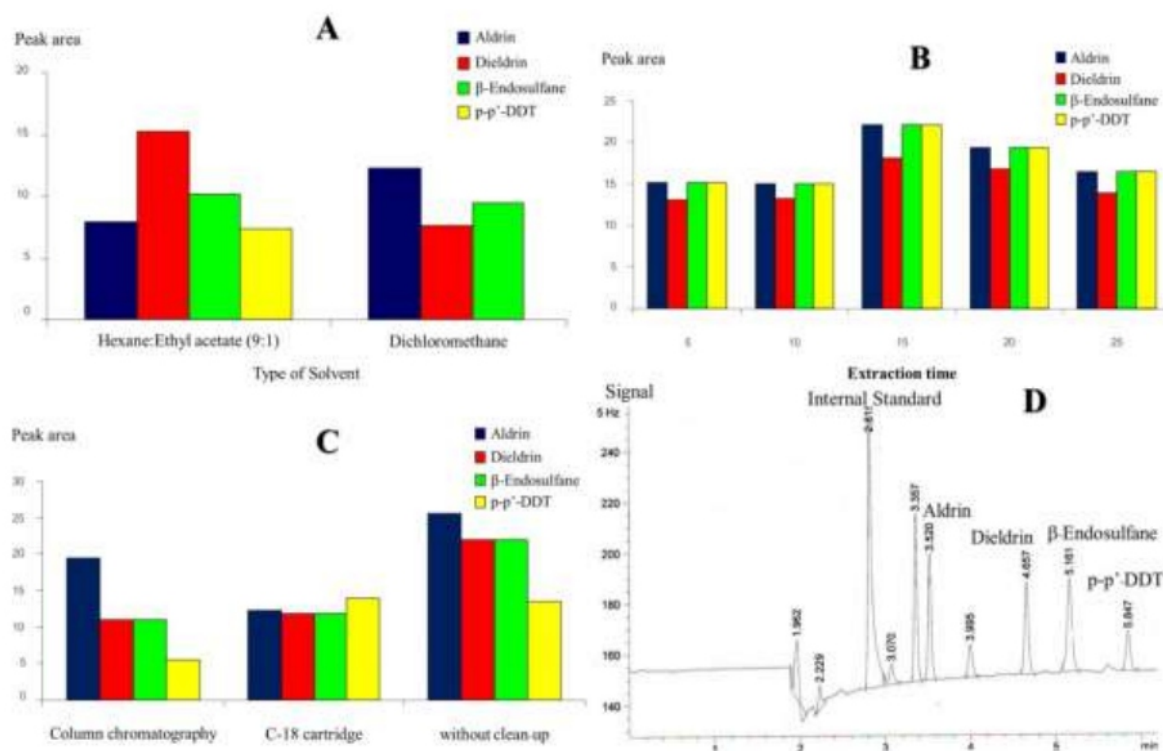 A
Peak area
Aldrin
Dieldrin
β-Endosulfane
p-p'-DDT
20
15
10
5
0
Hexane:Ethyl acetate (9:1)
Dichloromethane
Type of Solvent
B
Peak area
Aldrin
Dieldrin
β-Endosulfane
p-p'-DDT
25
20
15
10
5
0
5
10
15
20
25
Extraction time
C
Peak area
Aldrin
Dieldrin
β-Endosulfane
p-p'-DDT
30
25
20
15
10
5
0
Column chromatography
C-18 cartridge
without clean-up
D
Signal
Internal Standard
5 Hz
240
220
200
180
160
140
1.962
2.229
3.070
3.357
3.520
Aldrin
3.995
Dieldrin
4.657
β-Endosulfane
5.161
p-p'-DDT
5.847
2
3
4
5